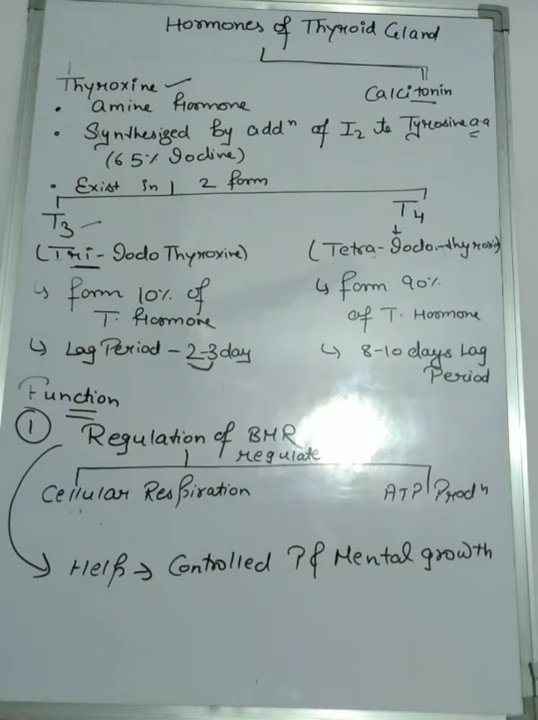 Hormones of Thyroid Gland
Thyroxine
Calcitonin
• amine Hormone
• Synthesized by addn of I2 to Tyrosine aa
(65% Iodine)
• Exist in 2 form
T3
(Tri-Iodo Thyroxine)
↳ form 10% of
T. Hormone
↳ Lag Period - 2-3 day
T4
(Tetra-Iodo-thyroxi)
↳ form 90%
of T. Hormone
↳ 8-10 days Lag
Period
Function
① Regulation of BMR
regulate
Cellular Respiration
ATP Prodn
Help → Controlled P of Mental growth